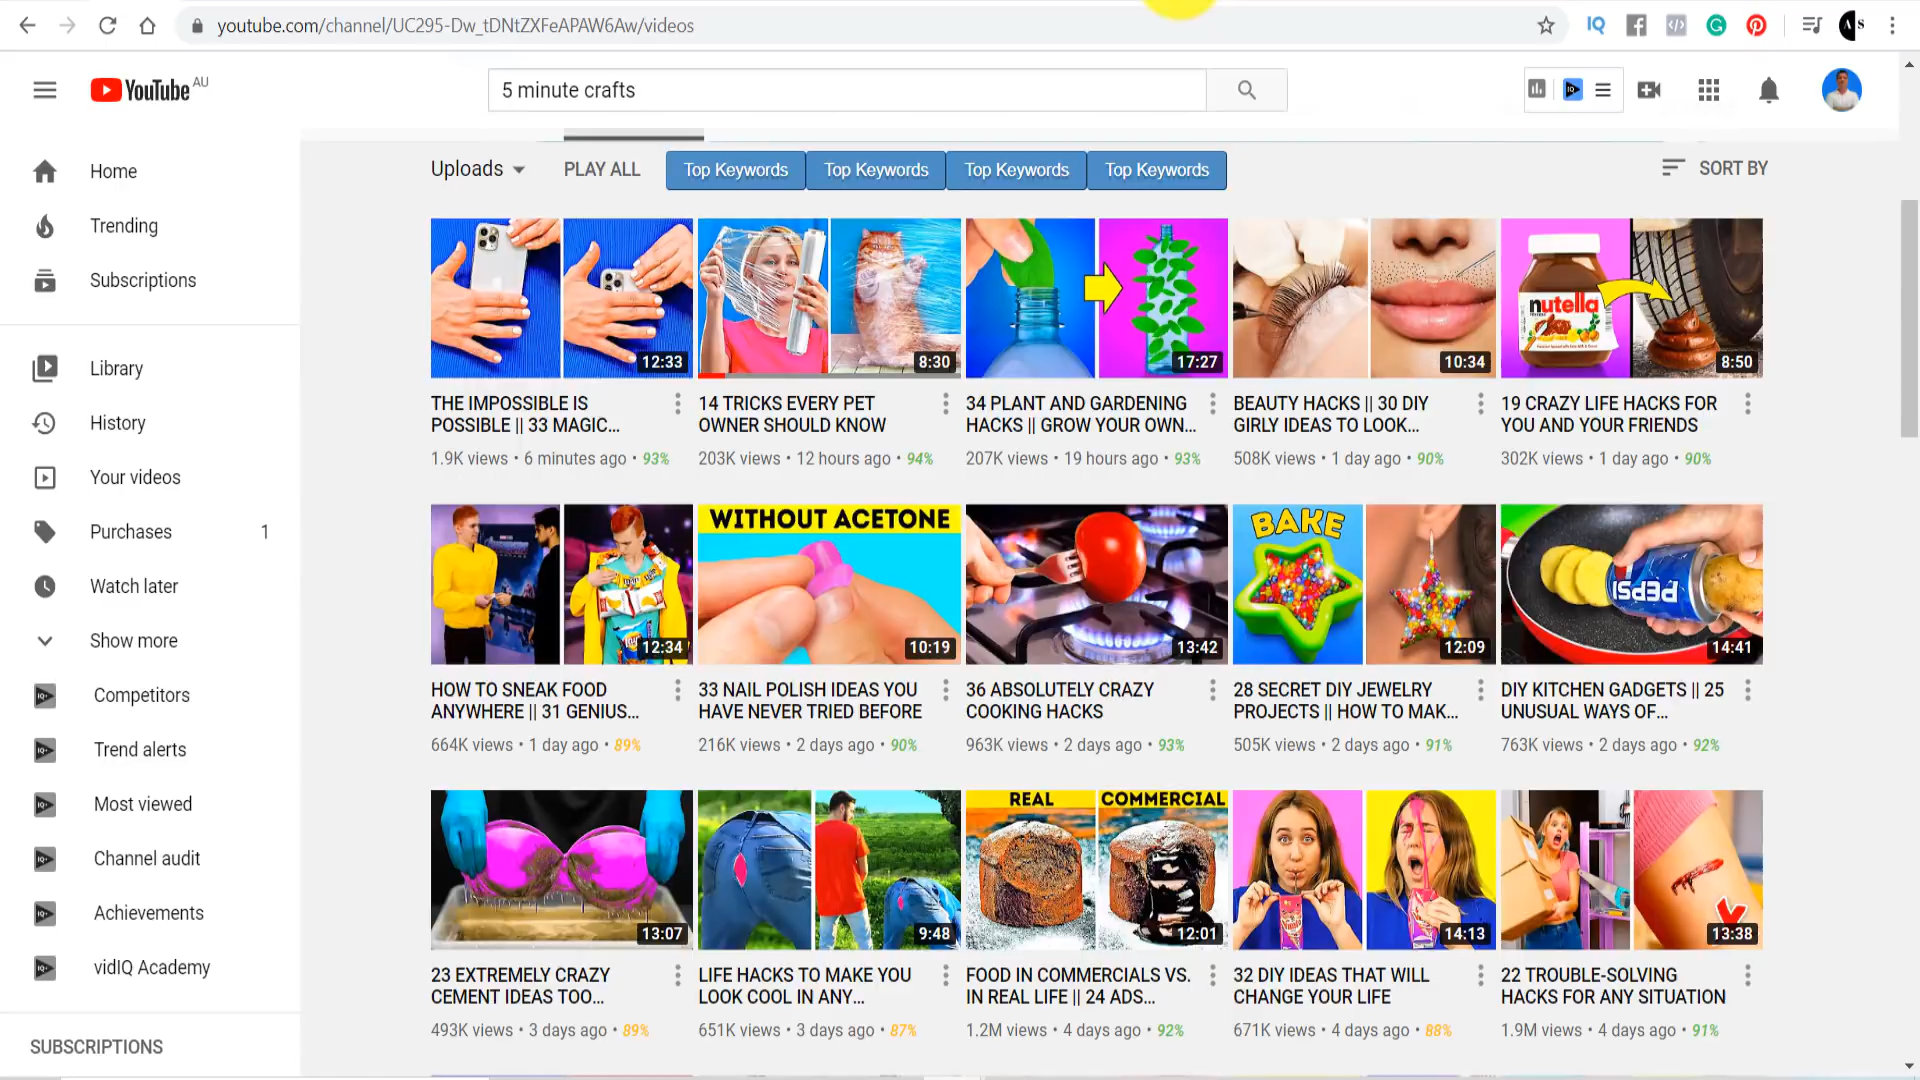 youtube.com/channel/UC295-Dw_tDNtZXFeAPAW6Aw/videos
YouTube AU
5 minute crafts
Home
Trending
Subscriptions
Library
History
Your videos
Purchases 1
Watch later
Show more
Competitors
Trend alerts
Most viewed
Channel audit
Achievements
vidIQ Academy
SUBSCRIPTIONS
Uploads PLAY ALL Top Keywords Top Keywords Top Keywords Top Keywords SORT BY
nutella
12:33 8:30 17:27 10:34 8:50
THE IMPOSSIBLE IS
POSSIBLE || 33 MAGIC...
1.9K views • 6 minutes ago • 93%
14 TRICKS EVERY PET
OWNER SHOULD KNOW
203K views • 12 hours ago • 94%
34 PLANT AND GARDENING
HACKS || GROW YOUR OWN...
207K views • 19 hours ago • 93%
BEAUTY HACKS || 30 DIY
GIRLY IDEAS TO LOOK...
508K views • 1 day ago • 90%
19 CRAZY LIFE HACKS FOR
YOU AND YOUR FRIENDS
302K views • 1 day ago • 90%
WITHOUT ACETONE
BAKE
PEPSI
12:34 10:19 13:42 12:09 14:41
HOW TO SNEAK FOOD
ANYWHERE || 31 GENIUS...
664K views • 1 day ago • 89%
33 NAIL POLISH IDEAS YOU
HAVE NEVER TRIED BEFORE
216K views • 2 days ago • 90%
36 ABSOLUTELY CRAZY
COOKING HACKS
963K views • 2 days ago • 93%
28 SECRET DIY JEWELRY
PROJECTS || HOW TO MAK...
505K views • 2 days ago • 91%
DIY KITCHEN GADGETS || 25
UNUSUAL WAYS OF...
763K views • 2 days ago • 92%
REAL COMMERCIAL
13:07 9:48 12:01 14:13 13:38
23 EXTREMELY CRAZY
CEMENT IDEAS TOO...
493K views • 3 days ago • 89%
LIFE HACKS TO MAKE YOU
LOOK COOL IN ANY...
651K views • 3 days ago • 87%
FOOD IN COMMERCIALS VS.
IN REAL LIFE || 24 ADS...
1.2M views • 4 days ago • 92%
32 DIY IDEAS THAT WILL
CHANGE YOUR LIFE
671K views • 4 days ago • 88%
22 TROUBLE-SOLVING
HACKS FOR ANY SITUATION
1.9M views • 4 days ago • 91%